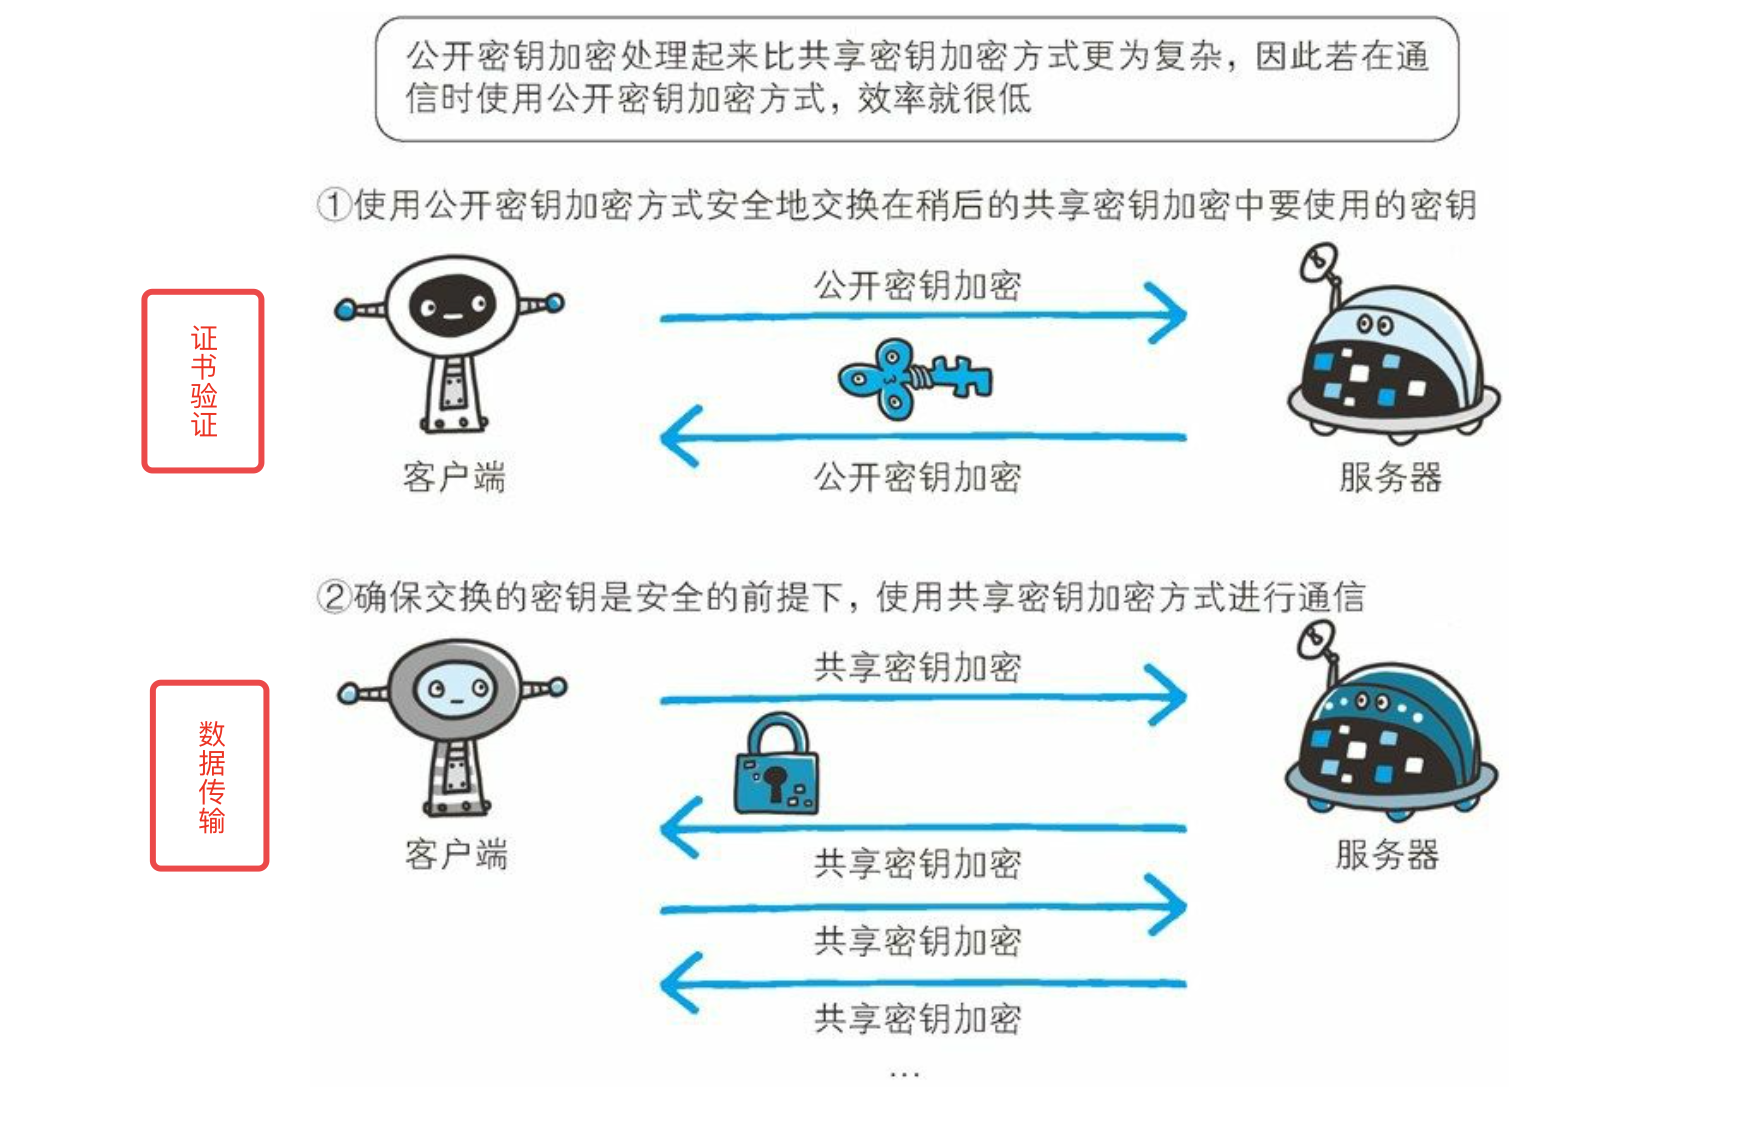 公开密钥加密处理起来比共享密钥加密方式更为复杂，因此若在通
信时使用公开密钥加密方式，效率就很低
①使用公开密钥加密方式安全地交换在稍后的共享密钥加密中要使用的密钥
证书验证
公开密钥加密
公开密钥加密
客户端
服务器
②确保交换的密钥是安全的前提下，使用共享密钥加密方式进行通信
数据传输
共享密钥加密
客户端
服务器
共享密钥加密
共享密钥加密
共享密钥加密
...